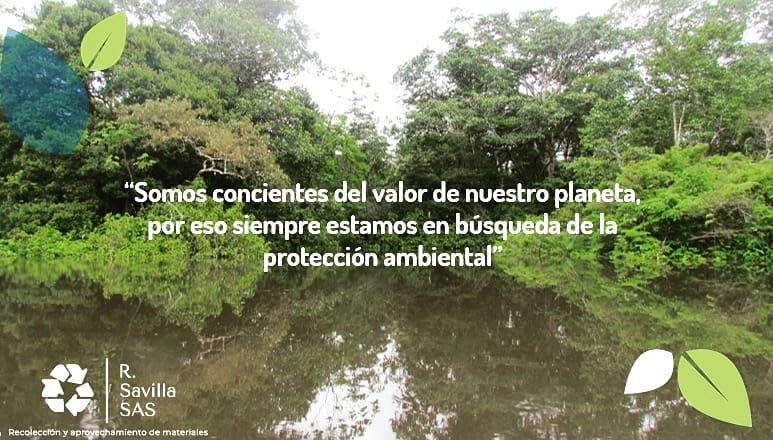 “Somos concientes del valor de nuestro planeta,
por eso siempre estamos en búsqueda de la
protección ambiental”
R.
Savilla
SAS
Recolección y aprovechamiento de materiales